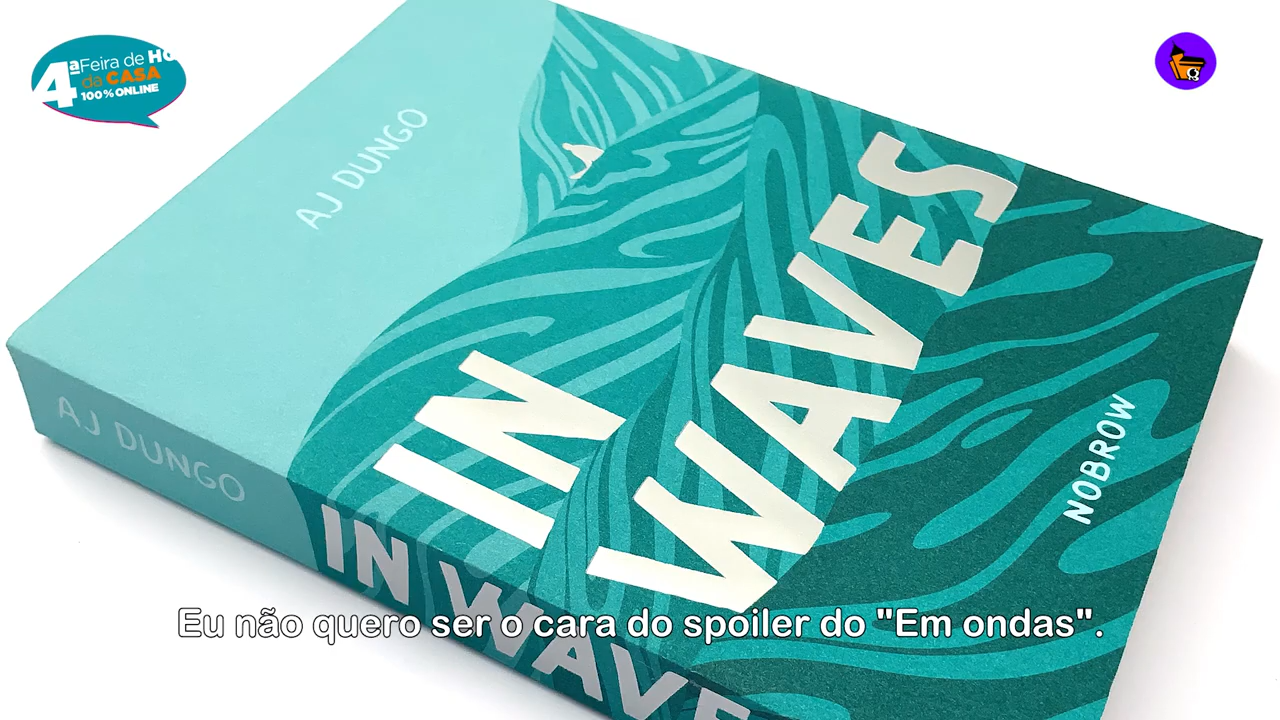 4ª Feira de HQ
da CASA
100% ONLINE
AJ DUNGO
IN
WAVES
NOBROW
AJ DUNGO
IN WAVE
Eu não quero ser o cara do spoiler do "Em ondas".